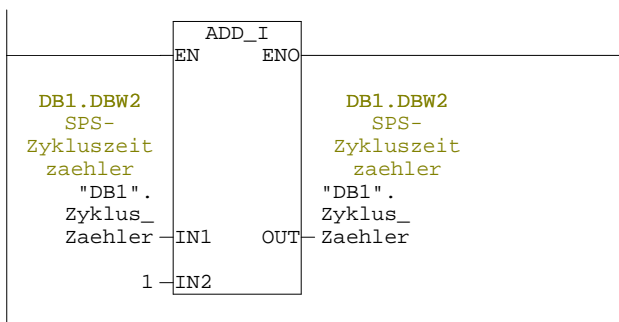 ADD_I
EN ENO
DB1.DBW2
SPS-
Zykluszeit
zaehler
"DB1".
Zyklus_
Zaehler
IN1
DB1.DBW2
SPS-
Zykluszeit
zaehler
"DB1".
Zyklus_
OUT
Zaehler
1 IN2